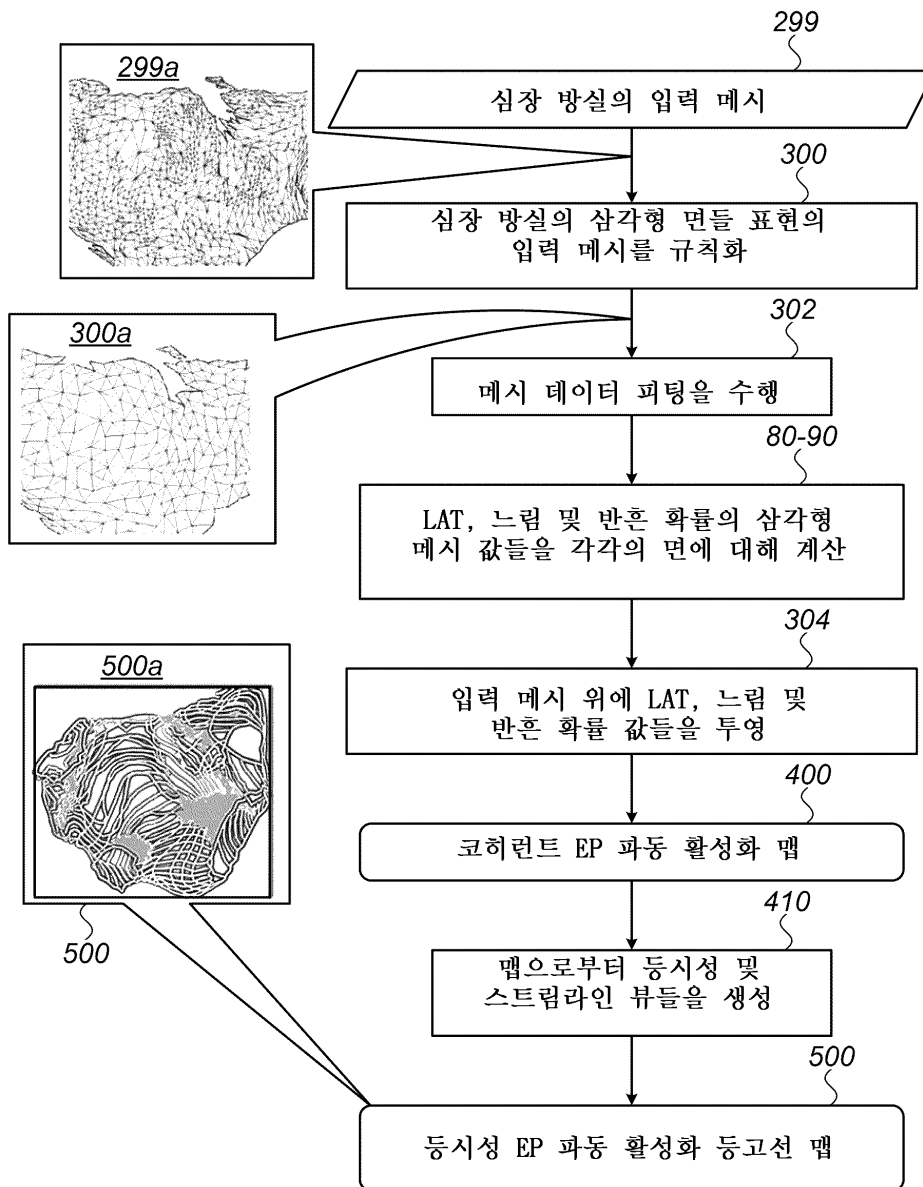 299
299a
심장 방실의 입력 메시
300
심장 방실의 삼각형 면들 표현의
입력 메시를 규칙화
300a
302
메시 데이터 피팅을 수행
80-90
LAT, 느림 및 반흔 확률의 삼각형
메시 값들을 각각의 면에 대해 계산
304
500a
입력 메시 위에 LAT, 느림 및
반흔 확률 값들을 투영
400
코히런트 EP 파동 활성화 맵
410
500
맵으로부터 등시성 및
스트림라인 뷰들을 생성
500
등시성 EP 파동 활성화 등고선 맵